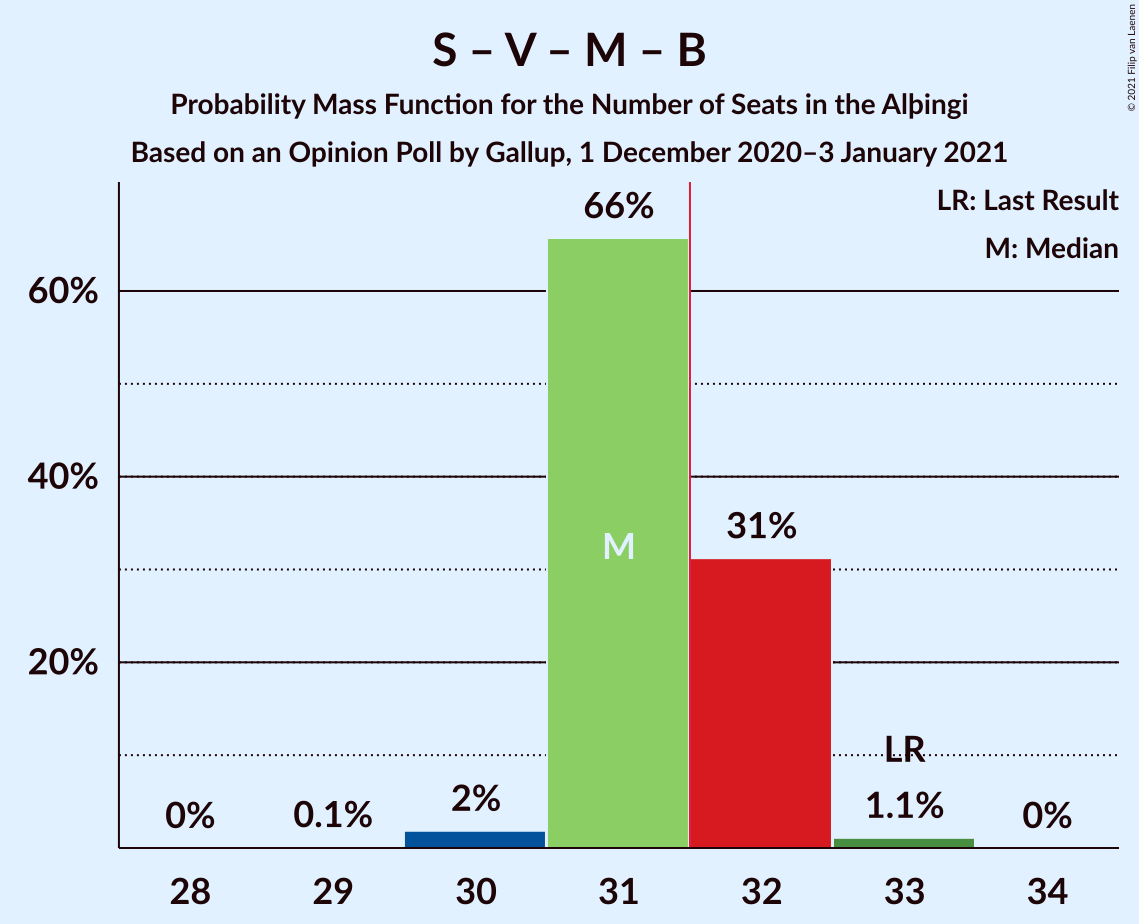 S – V – M – B
Probability Mass Function for the Number of Seats in the Alþingi
Based on an Opinion Poll by Gallup, 1 December 2020–3 January 2021
© 2021 Filip van Laenen
LR: Last Result
M: Median
66%
60%
40%
31%
M
20%
LR
0%
0.1%
2%
1.1%
0%
28
29
30
31
32
33
34